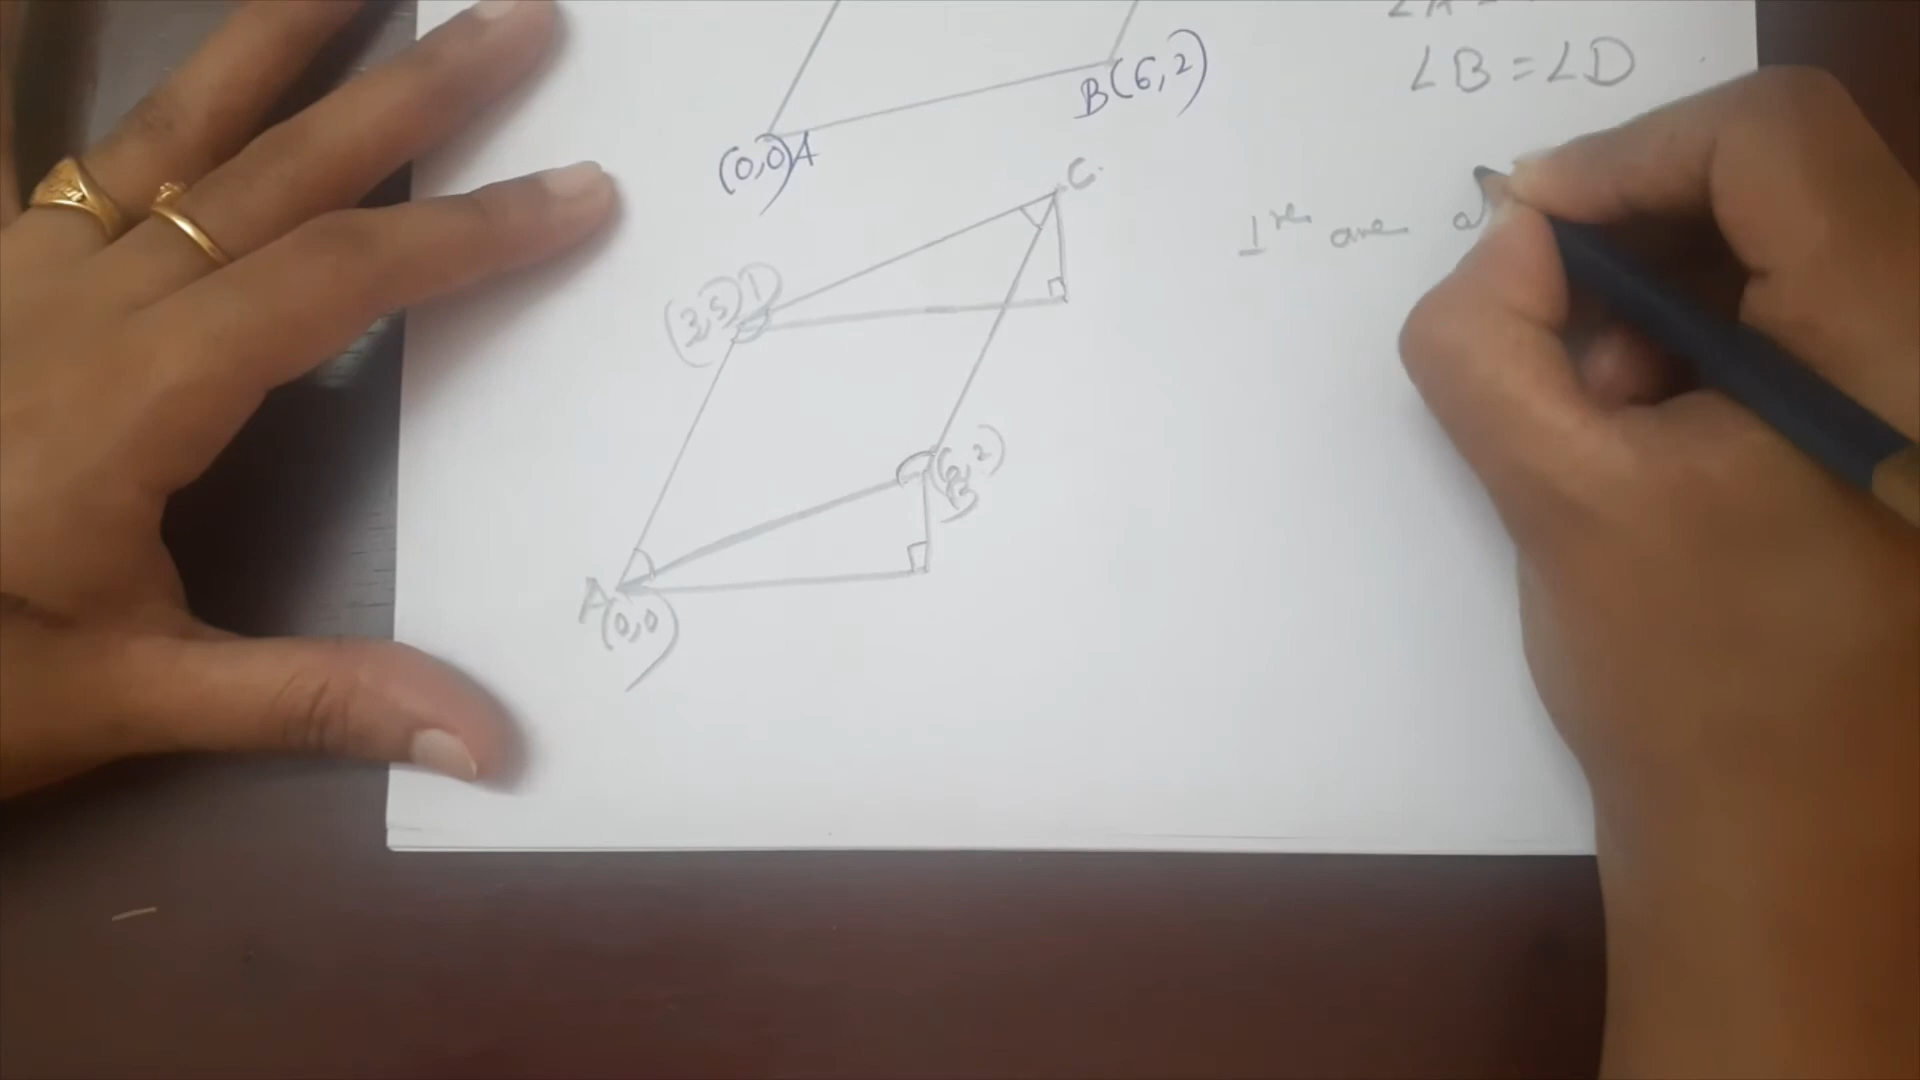 ∠A =
∠B = ∠D
B(6,2)
(0,0)A
C
are
(3,5) D
(6,2)
B
A
(0,0)